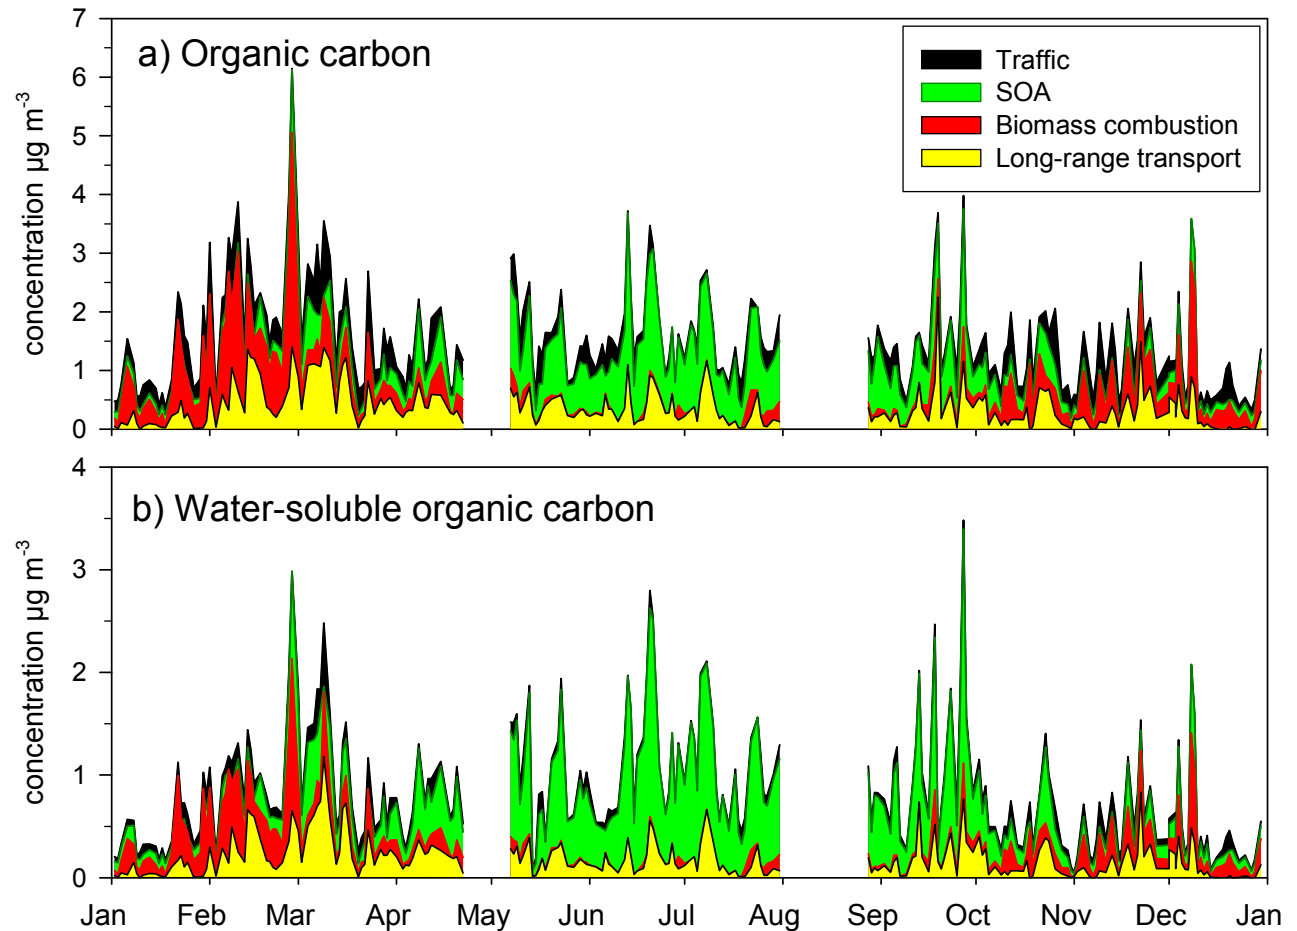 a) Organic carbon
Traffic
SOA
Biomass combustion
Long-range transport
concentration µg m⁻³
7
6
5
4
3
2
1
0
b) Water-soluble organic carbon
concentration µg m⁻³
4
3
2
1
0
Jan Feb Mar Apr May Jun Jul Aug Sep Oct Nov Dec Jan